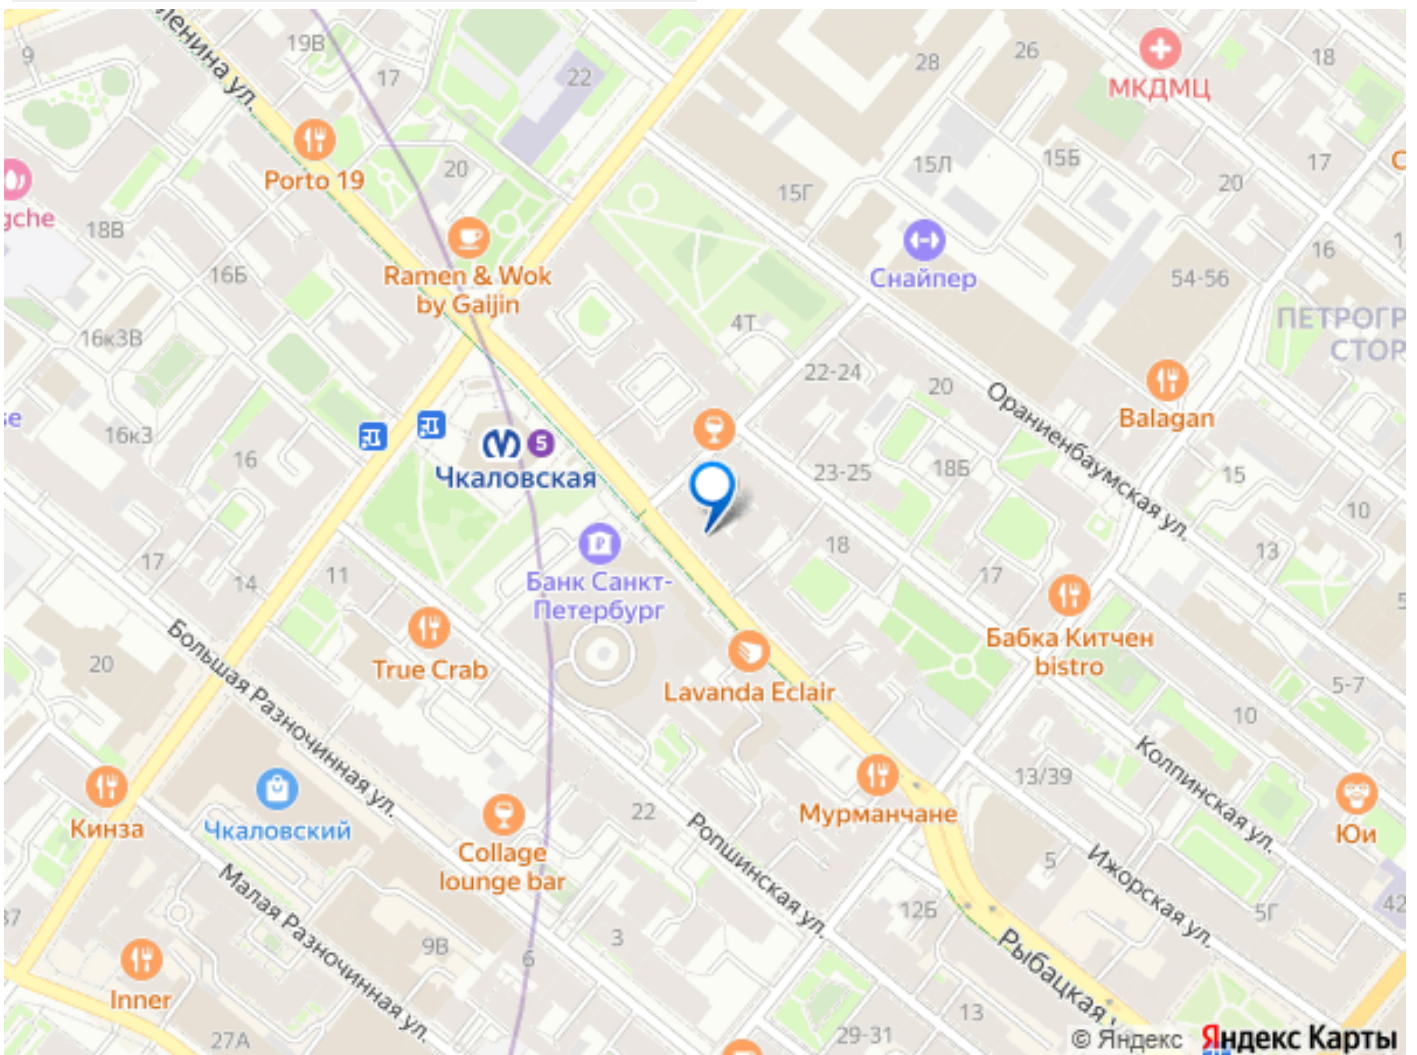 Ленина ул.
9
19В
17
22
28
26
МКДМЦ
18
Porto 19
20
15Л
15Б
17
20
15Г
gche
18В
16Б
Ramen & Wok
by Gaijin
Снайпер
54-56
16
ПЕТРОГР
СТОР
16к3В
4Т
22-24
20
Balagan
Ораниенбаумская ул.
se
16к3
16
5
Чкаловская
23-25
18Б
15
10
17
14
11
Банк Санкт-
Петербург
18
17
13
Бабка Китчен
bistro
Большая Разночинная ул.
20
True Crab
Lavanda Eclair
5-7
10
Колпинская ул.
13/39
Кинза
Чкаловский
Collage
lounge bar
22
Ропшинская ул.
Мурманчане
Юи
5
Ижорская ул.
Малая Разночинная ул.
37
9В
6
3
12Б
5Г
42
Рыбацкая у
Inner
27А
13
29-31
© Яндекс Яндекс Карты